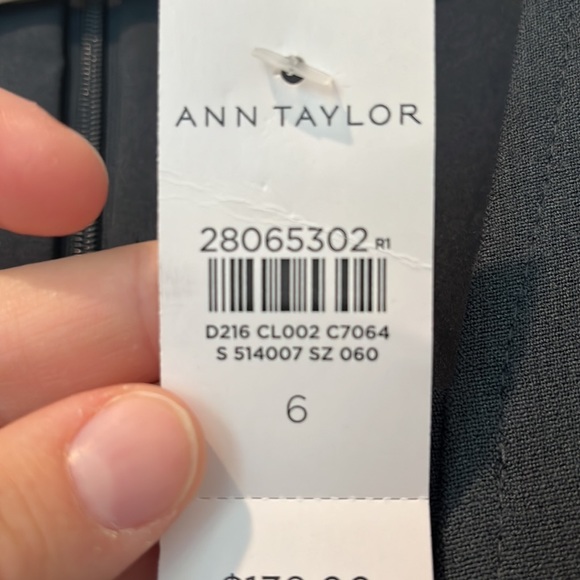 ANN TAYLOR
28065302 R1
D216 CL002 C7064
S 514007 SZ 060
6